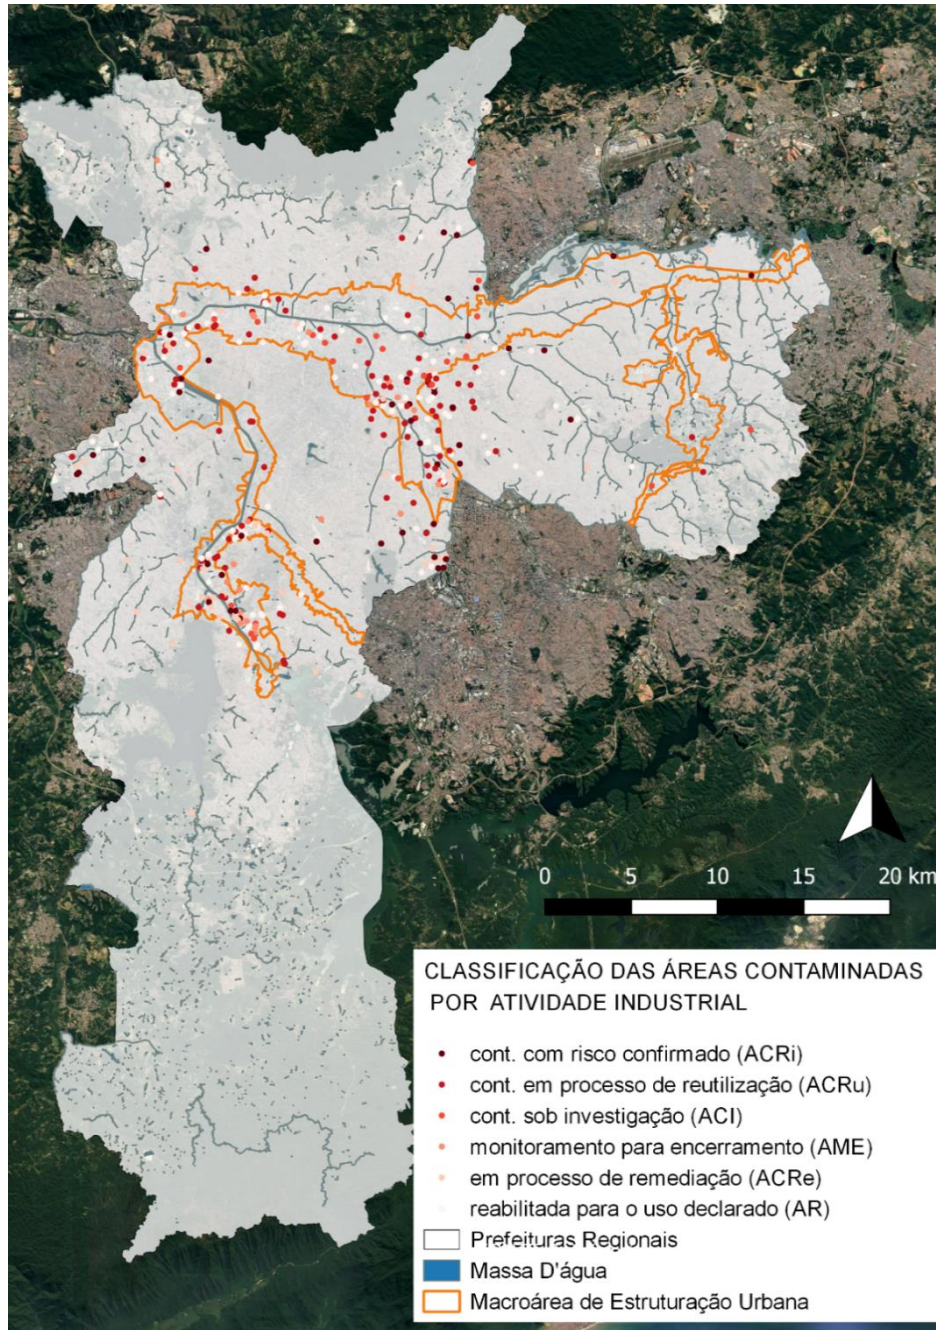 0 5 10 15 20 km
CLASSIFICAÇÃO DAS ÁREAS CONTAMINADAS
POR ATIVIDADE INDUSTRIAL
cont. com risco confirmado (ACRi)
cont. em processo de reutilização (ACRu)
cont. sob investigação (ACI)
monitoramento para encerramento (AME)
em processo de remediação (ACRe)
reabilitada para o uso declarado (AR)
Prefeituras Regionais
Massa D'água
Macroárea de Estruturação Urbana